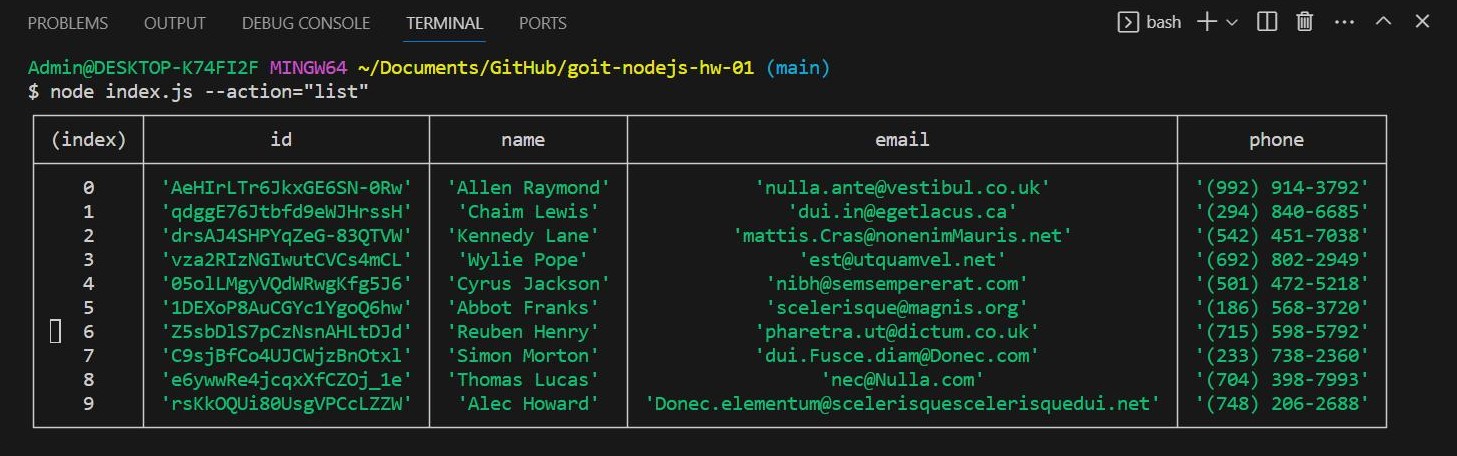 PROBLEMS OUTPUT DEBUG CONSOLE TERMINAL PORTS bash
Admin@DESKTOP-K74FI2F MINGW64 ~/Documents/GitHub/goit-nodejs-hw-01 (main)
$ node index.js --action="list"
(index) id name email phone
0 'AeHIrLTr6JkxGE6SN-0Rw' 'Allen Raymond' 'nulla.ante@vestibul.co.uk' '(992) 914-3792'
1 'qdggE76Jtbfd9eWJHrssH' 'Chaim Lewis' 'dui.in@egetlacus.ca' '(294) 840-6685'
2 'drsAJ4SHPYqZeG-83QTVW' 'Kennedy Lane' 'mattis.Cras@nonenimMauris.net' '(542) 451-7038'
3 'vza2RIzNGIwutCVCs4mCL' 'Wylie Pope' 'est@utquamvel.net' '(692) 802-2949'
4 '05olLMgyVQdWRwgKfg5J6' 'Cyrus Jackson' 'nibh@semsempererat.com' '(501) 472-5218'
5 '1DEXoP8AuCGYc1YgoQ6hw' 'Abbot Franks' 'scelerisque@magnis.org' '(186) 568-3720'
6 'Z5sbDlS7pCzNsnAHLtDJd' 'Reuben Henry' 'pharetra.ut@dictum.co.uk' '(715) 598-5792'
7 'C9sjBfCo4UJCWjzBnOtxl' 'Simon Morton' 'dui.Fusce.diam@Donec.com' '(233) 738-2360'
8 'e6ywwRe4jcqxXfCZOj_1e' 'Thomas Lucas' 'nec@Nulla.com' '(704) 398-7993'
9 'rsKkOQUi80UsgVPCcLZZW' 'Alec Howard' 'Donec.elementum@scelerisquescelerisquedui.net' '(748) 206-2688'